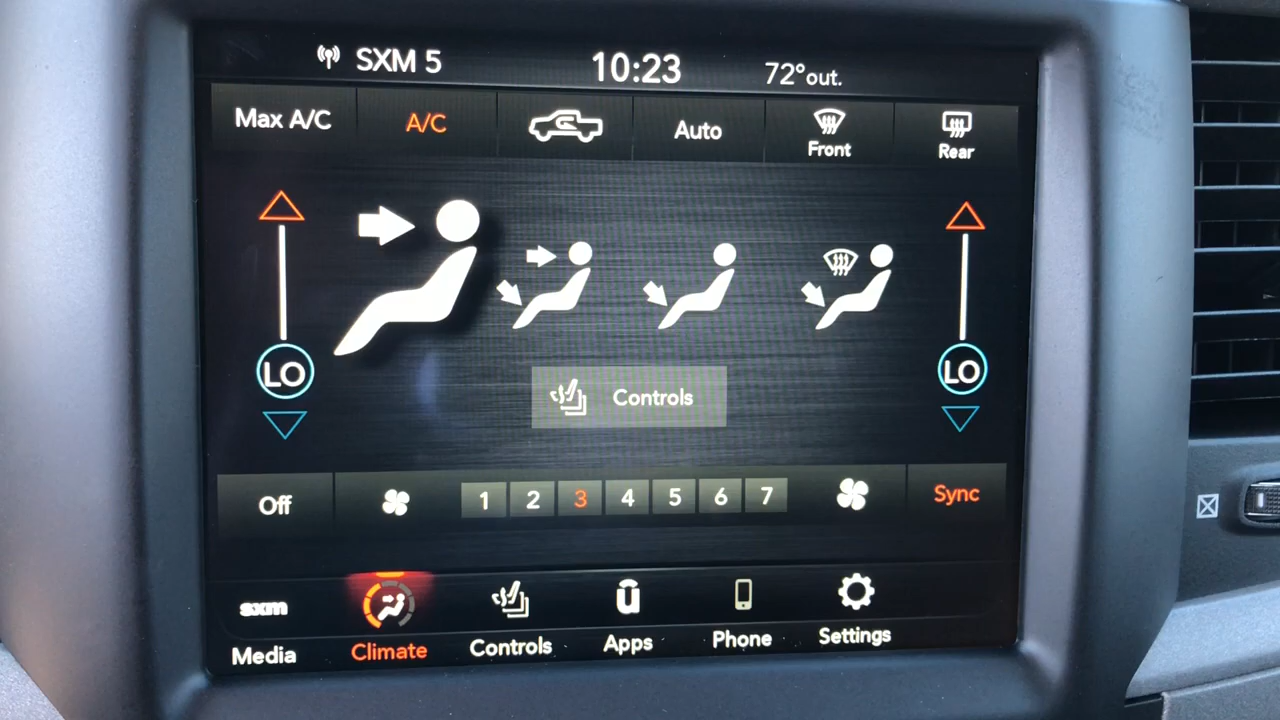 SXM 5 10:23 72° out.
Max A/C A/C Auto Front Rear
LO LO
Controls
Off 1 2 3 4 5 6 7 Sync
sxm
Media Climate Controls Apps Phone Settings